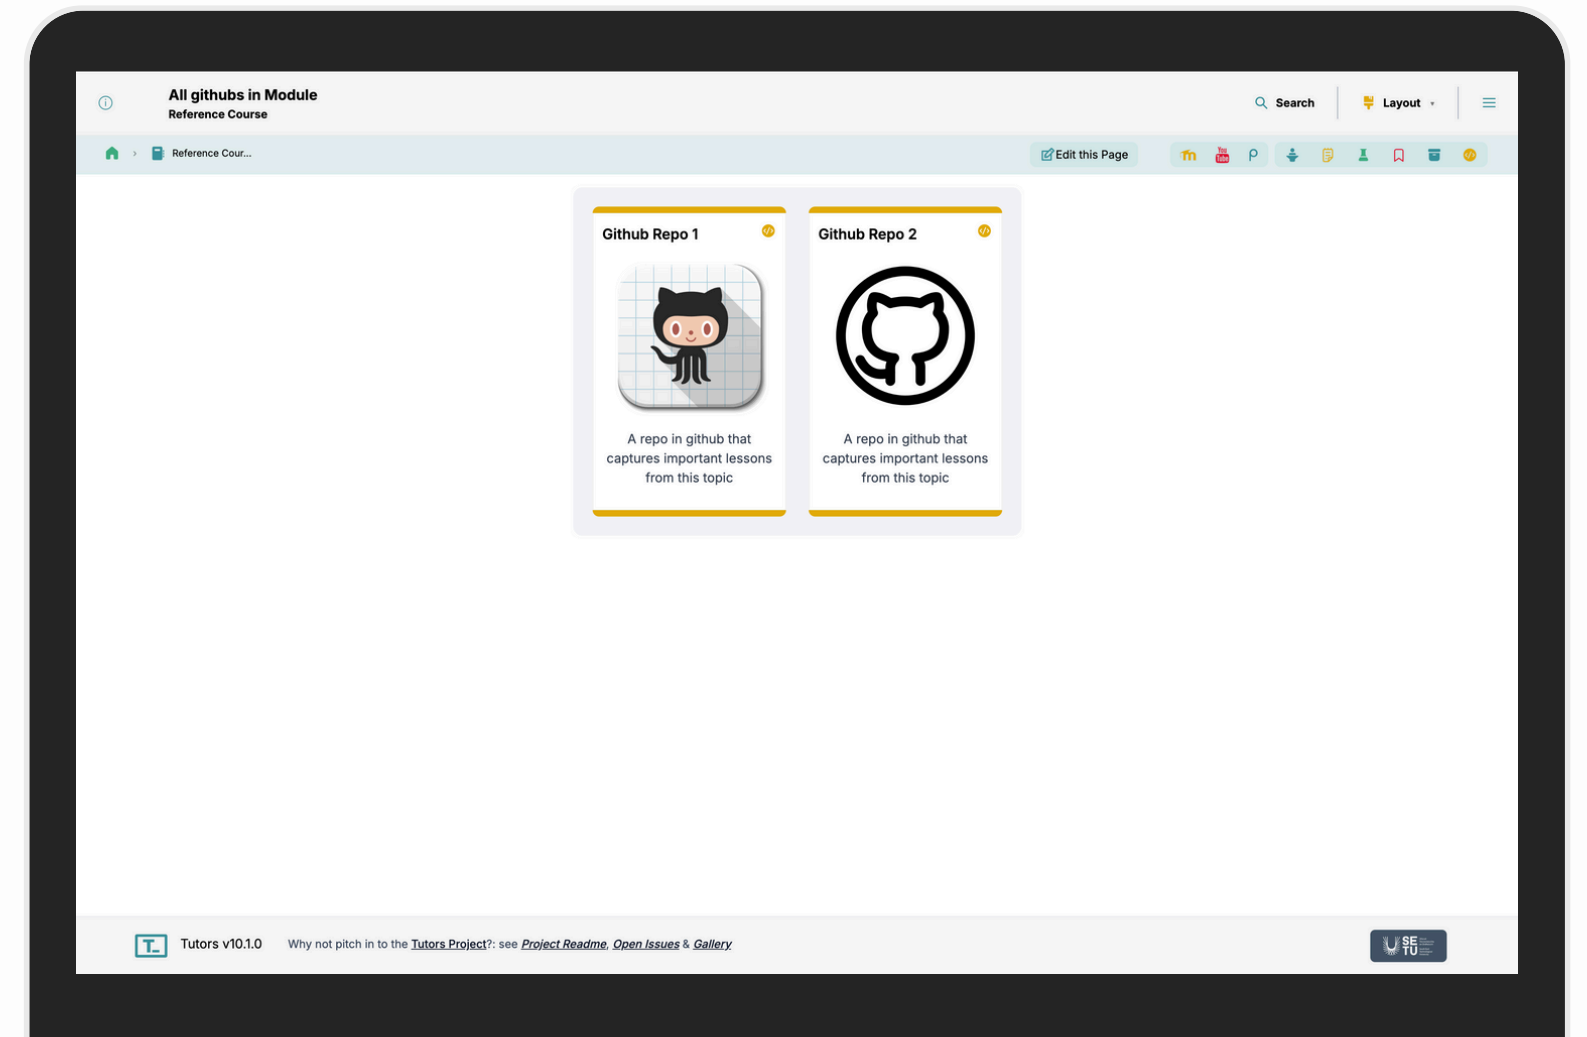 All githubs in Module
Reference Course
Search
Layout
Reference Cour...
Edit this Page
You
Tube
Github Repo 1
Github Repo 2
A repo in github that
captures important lessons
from this topic
A repo in github that
captures important lessons
from this topic
T_
Tutors v10.1.0
Why not pitch in to the Tutors Project?: see Project Readme, Open Issues & Gallery
SE
TU